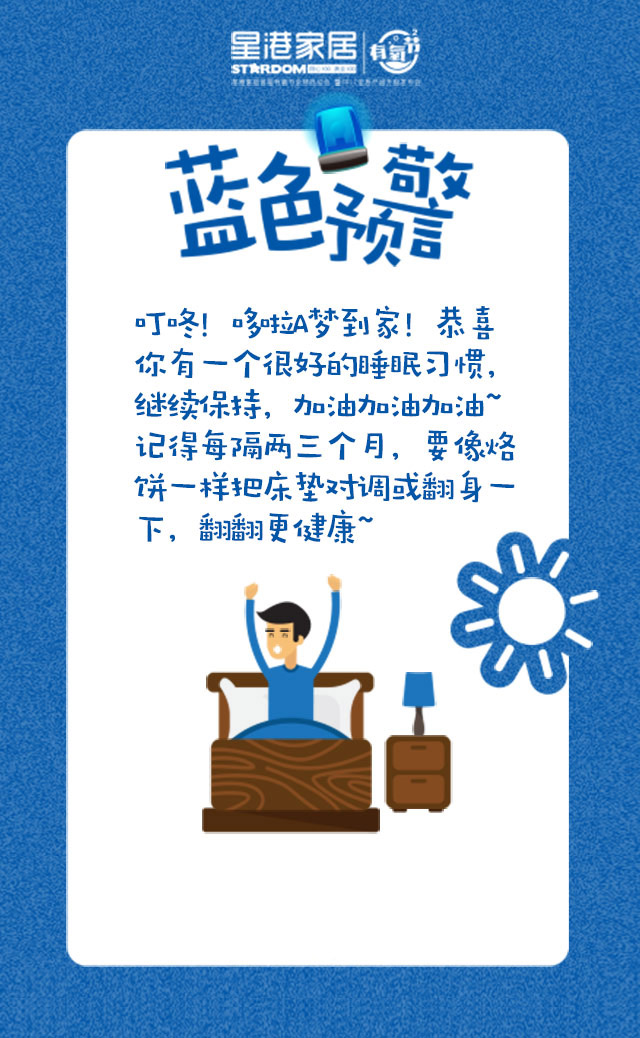 星港家居
有氧节2
STARDOM
蓝色预警
叮咚！哆啦A梦到家！恭喜
你有一个很好的睡眠习惯，
继续保持，加油加油加油~
记得每隔两三个月，要像烙
饼一样把床垫对调或翻身一
下，翻翻更健康~